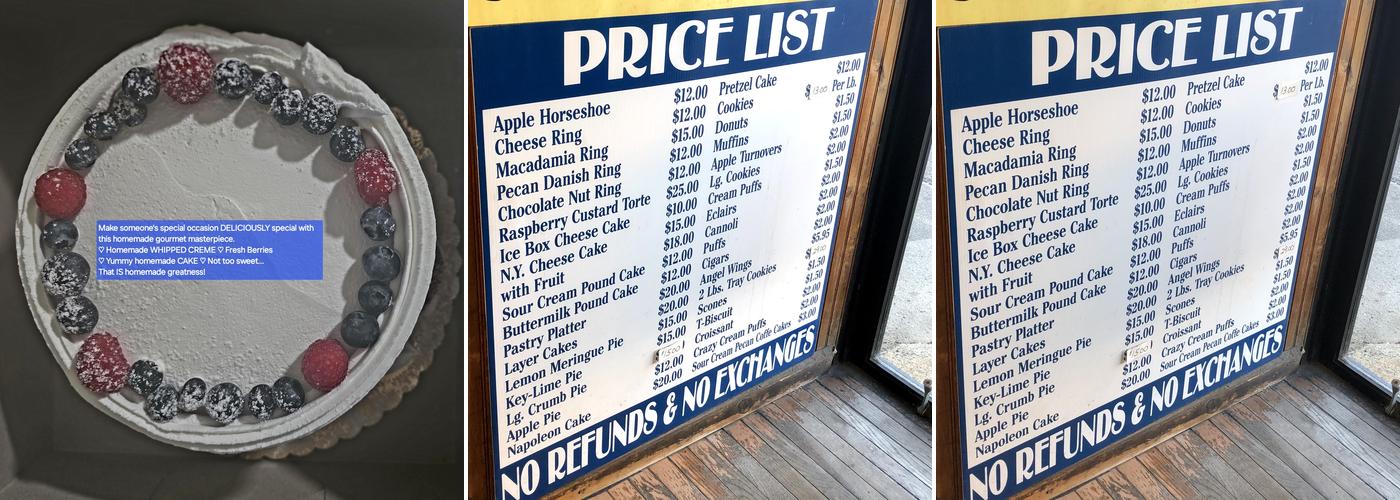 Make someone's special occasion DELICIOUSLY special with
this homemade gourmet masterpiece.
♡ Homemade WHIPPED CREME ♡ Fresh Berries
♡ Yummy homemade CAKE ♡ Not too sweet...
That IS homemade greatness!
PRICE LIST
Apple Horseshoe $12.00 Pretzel Cake $12.00
Cheese Ring $12.00 Cookies $ 13.00 Per Lb.
Macadamia Ring $15.00 Donuts $1.50
Pecan Danish Ring $12.00 Muffins $2.00
Chocolate Nut Ring $12.00 Apple Turnovers $2.00
Raspberry Custard Torte $25.00 Lg. Cookies $1.50
Ice Box Cheese Cake $10.00 Cream Puffs $2.00
N.Y. Cheese Cake $15.00 Eclairs $2.00
with Fruit $18.00 Cannoli $2.00
Sour Cream Pound Cake $12.00 Puffs $1.50
Buttermilk Pound Cake $12.00 Cigars $2.00
Pastry Platter $20.00 Angel Wings $5.95
Layer Cakes $20.00 2 Lbs. Tray Cookies
Lemon Meringue Pie $15.00 Scones $1.50
Key-Lime Pie $15.00 T-Biscuit $1.50
Lg. Crumb Pie 15.00 Croissant $2.00
Apple Pie $12.00 Crazy Cream Puffs $2.00
Napoleon Cake $20.00 Sour Cream Pecan Coffe Cakes $3.00
NO REFUNDS & NO EXCHANGES
PRICE LIST
Apple Horseshoe $12.00 Pretzel Cake $12.00
Cheese Ring $12.00 Cookies $ 13.00 Per Lb.
Macadamia Ring $15.00 Donuts $1.50
Pecan Danish Ring $12.00 Muffins $2.00
Chocolate Nut Ring $12.00 Apple Turnovers $2.00
Raspberry Custard Torte $25.00 Lg. Cookies $1.50
Ice Box Cheese Cake $10.00 Cream Puffs $2.00
N.Y. Cheese Cake $15.00 Eclairs $2.00
with Fruit $18.00 Cannoli $2.00
Sour Cream Pound Cake $12.00 Puffs $1.50
Buttermilk Pound Cake $12.00 Cigars $2.00
Pastry Platter $20.00 Angel Wings $5.95
Layer Cakes $20.00 2 Lbs. Tray Cookies
Lemon Meringue Pie $15.00 Scones $1.50
Key-Lime Pie $15.00 T-Biscuit $1.50
Lg. Crumb Pie 15.00 Croissant $2.00
Apple Pie $12.00 Crazy Cream Puffs $2.00
Napoleon Cake $20.00 Sour Cream Pecan Coffe Cakes $3.00
NO REFUNDS & NO EXCHANGES